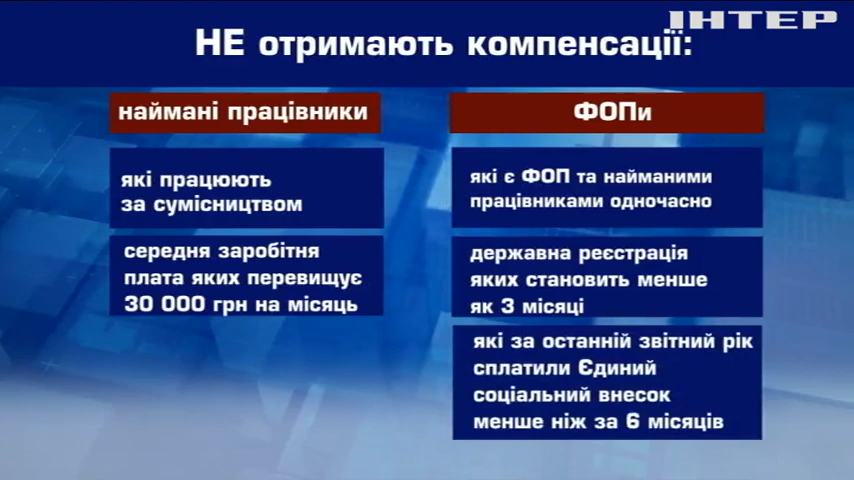 ІНТЕР
НЕ отримають компенсації:
наймані працівники
які працюють
за сумісництвом
середня заробітня
плата яких перевищує
30 000 грн на місяць
ФОПи
які є ФОП та найманими
працівниками одночасно
державна реєстрація
яких становить менше
як 3 місяці
які за останній звітний рік
сплатили Єдиний
соціальний внесок
менше ніж за 6 місяців